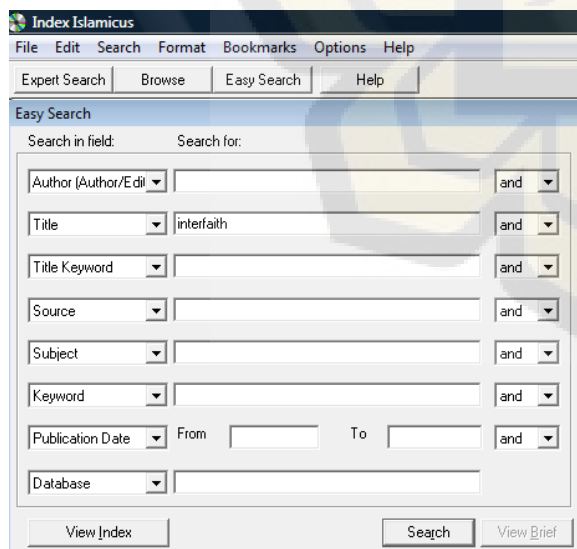 Index Islamicus
File Edit Search Format Bookmarks Options Help
Expert Search Browse Easy Search Help
Easy Search
Search in field: Search for:
Author (Author/Edit and
Title interfaith and
Title Keyword and
Source and
Subject and
Keyword and
Publication Date From To and
Database
View Index Search View Brief